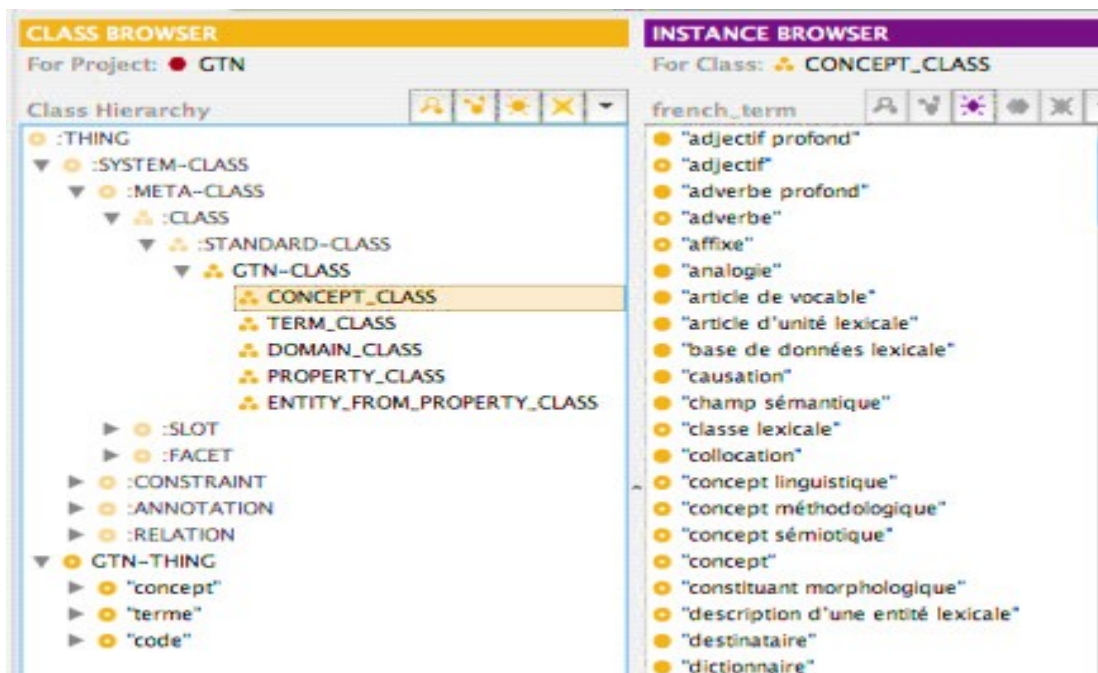 CLASS BROWSER
For Project: GTN
Class Hierarchy
:THING
:SYSTEM-CLASS
:META-CLASS
:CLASS
:STANDARD-CLASS
GTN-CLASS
CONCEPT_CLASS
TERM_CLASS
DOMAIN_CLASS
PROPERTY_CLASS
ENTITY_FROM_PROPERTY_CLASS
:SLOT
:FACET
:CONSTRAINT
:ANNOTATION
:RELATION
GTN-THING
"concept"
"terme"
"code"
INSTANCE BROWSER
For Class: CONCEPT_CLASS
french_term
"adjectif profond"
"adjectif"
"adverbe profond"
"adverbe"
"affixe"
"analogie"
"article de vocable"
"article d'unité lexicale"
"base de données lexicale"
"causation"
"champ sémantique"
"classe lexicale"
"collocation"
"concept linguistique"
"concept méthodologique"
"concept sémiotique"
"concept"
"constituant morphologique"
"description d'une entité lexicale"
"destinataire"
"dictionnaire"